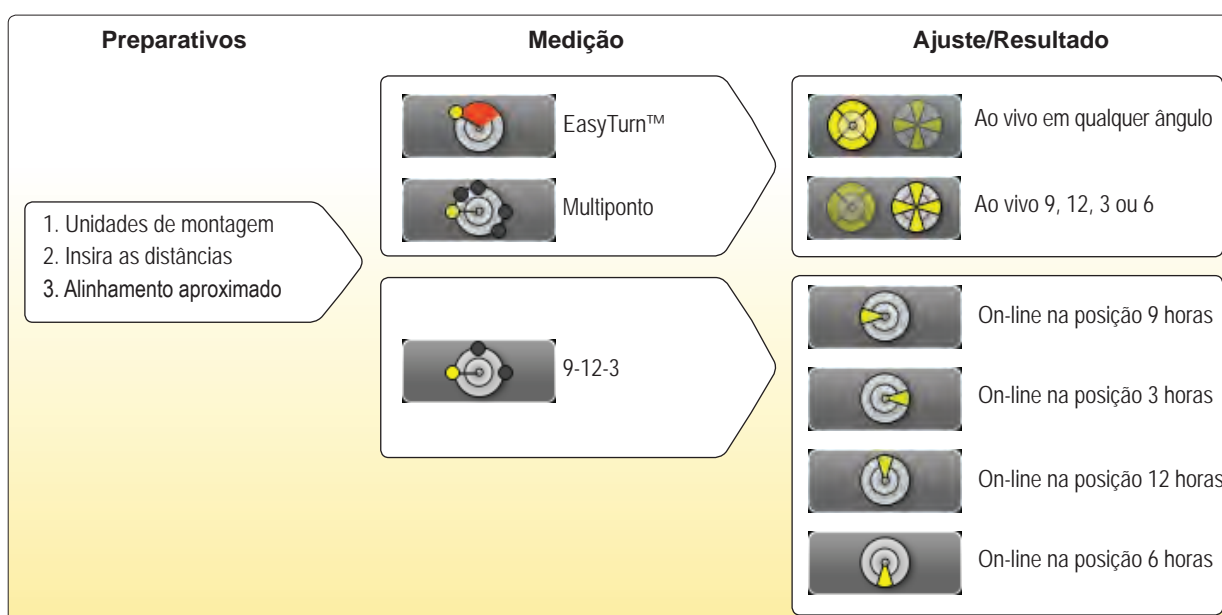 Preparativos
Medição
Ajuste/Resultado
1. Unidades de montagem
2. Insira as distâncias
3. Alinhamento aproximado
EasyTurn™
Multiponto
9-12-3
Ao vivo em qualquer ângulo
Ao vivo 9, 12, 3 ou 6
On-line na posição 9 horas
On-line na posição 3 horas
On-line na posição 12 horas
On-line na posição 6 horas